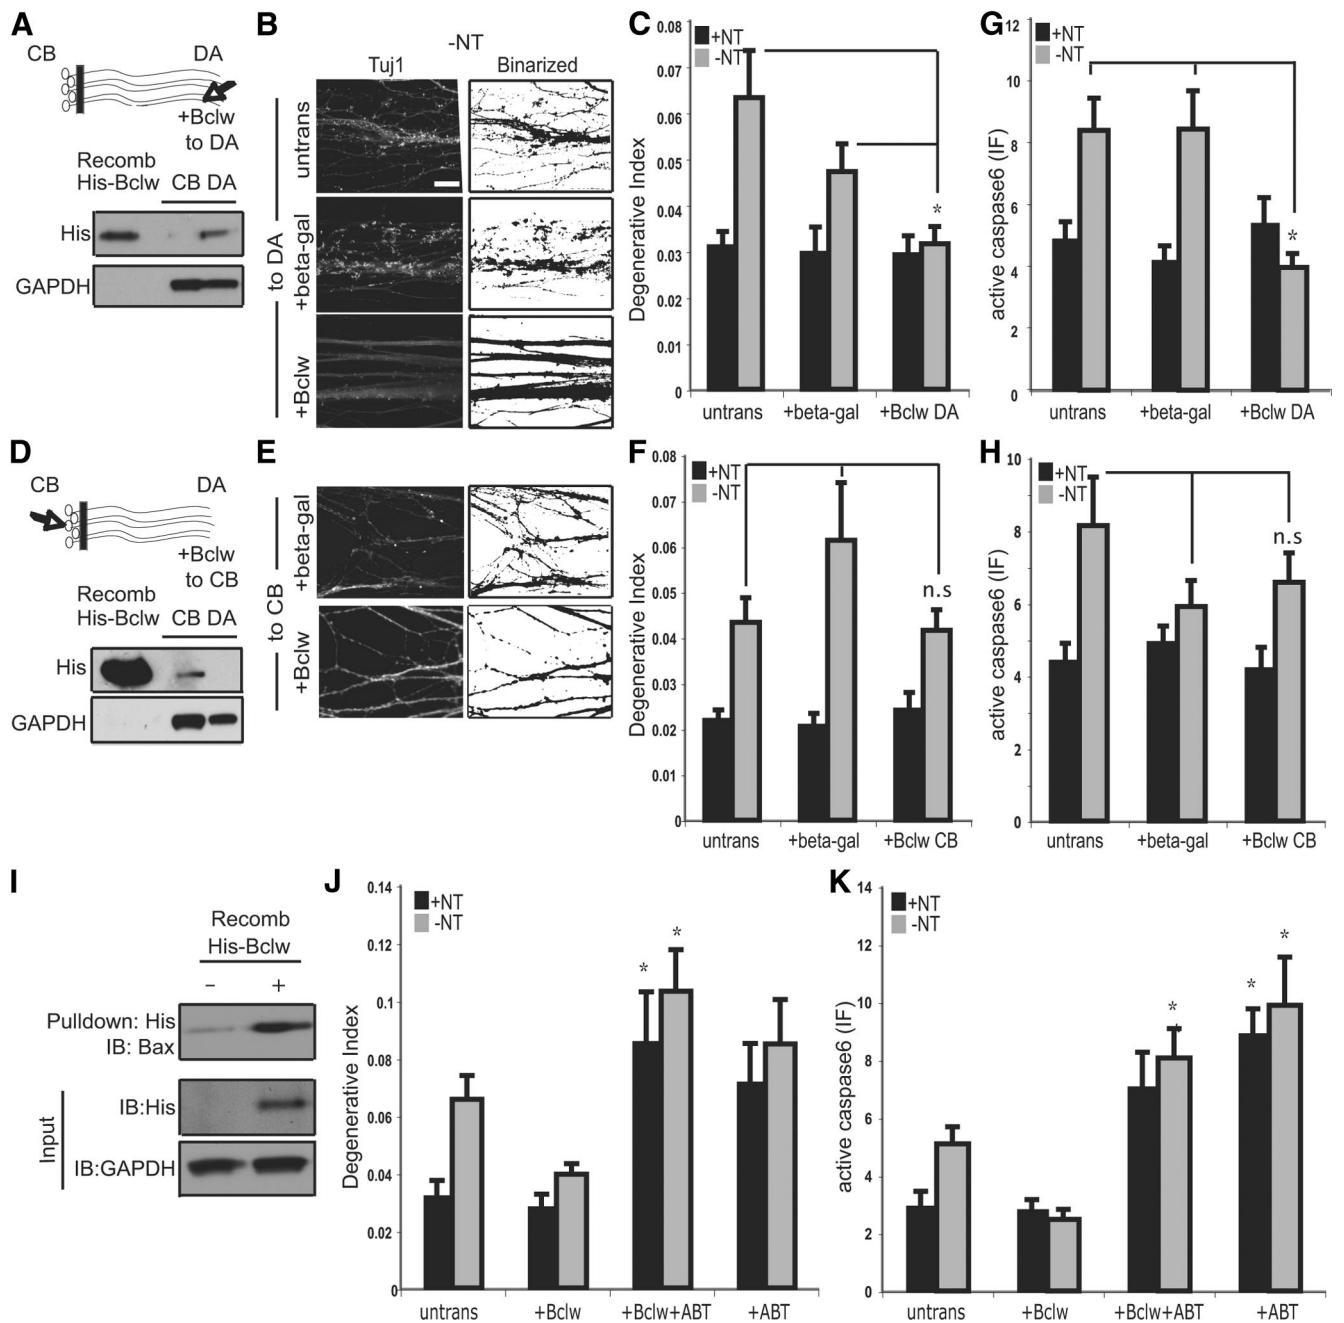 A
CB
DA
+Bclw
to DA
Recomb
His-Bclw
CB DA
His
GAPDH
B
-NT
Tuj1
Binarized
untrans
+beta-gal
+Bclw
to DA
C
+NT
-NT
Degenerative Index
0.08
0.07
0.06
0.05
0.04
0.03
0.02
0.01
0
*
untrans
+beta-gal
+Bclw DA
G
+NT
-NT
active caspase6 (IF)
12
10
8
6
4
2
0
*
untrans
+beta-gal
+Bclw DA
D
CB
DA
+Bclw
to CB
Recomb
His-Bclw
CB DA
His
GAPDH
E
+beta-gal
+Bclw
to CB
F
+NT
-NT
Degenerative Index
0.08
0.07
0.06
0.05
0.04
0.03
0.02
0.01
0
n.s
untrans
+beta-gal
+Bclw CB
H
+NT
-NT
active caspase6 (IF)
10
8
6
4
2
0
n.s
untrans
+beta-gal
+Bclw CB
I
Recomb
His-Bclw
− +
Pulldown: His
IB: Bax
Input
IB:His
IB:GAPDH
J
+NT
-NT
Degenerative Index
0.14
0.12
0.1
0.08
0.06
0.04
0.02
0
*
*
untrans
+Bclw
+Bclw+ABT
+ABT
K
+NT
-NT
active caspase6 (IF)
14
12
10
8
6
4
2
0
*
*
*
untrans
+Bclw
+Bclw+ABT
+ABT